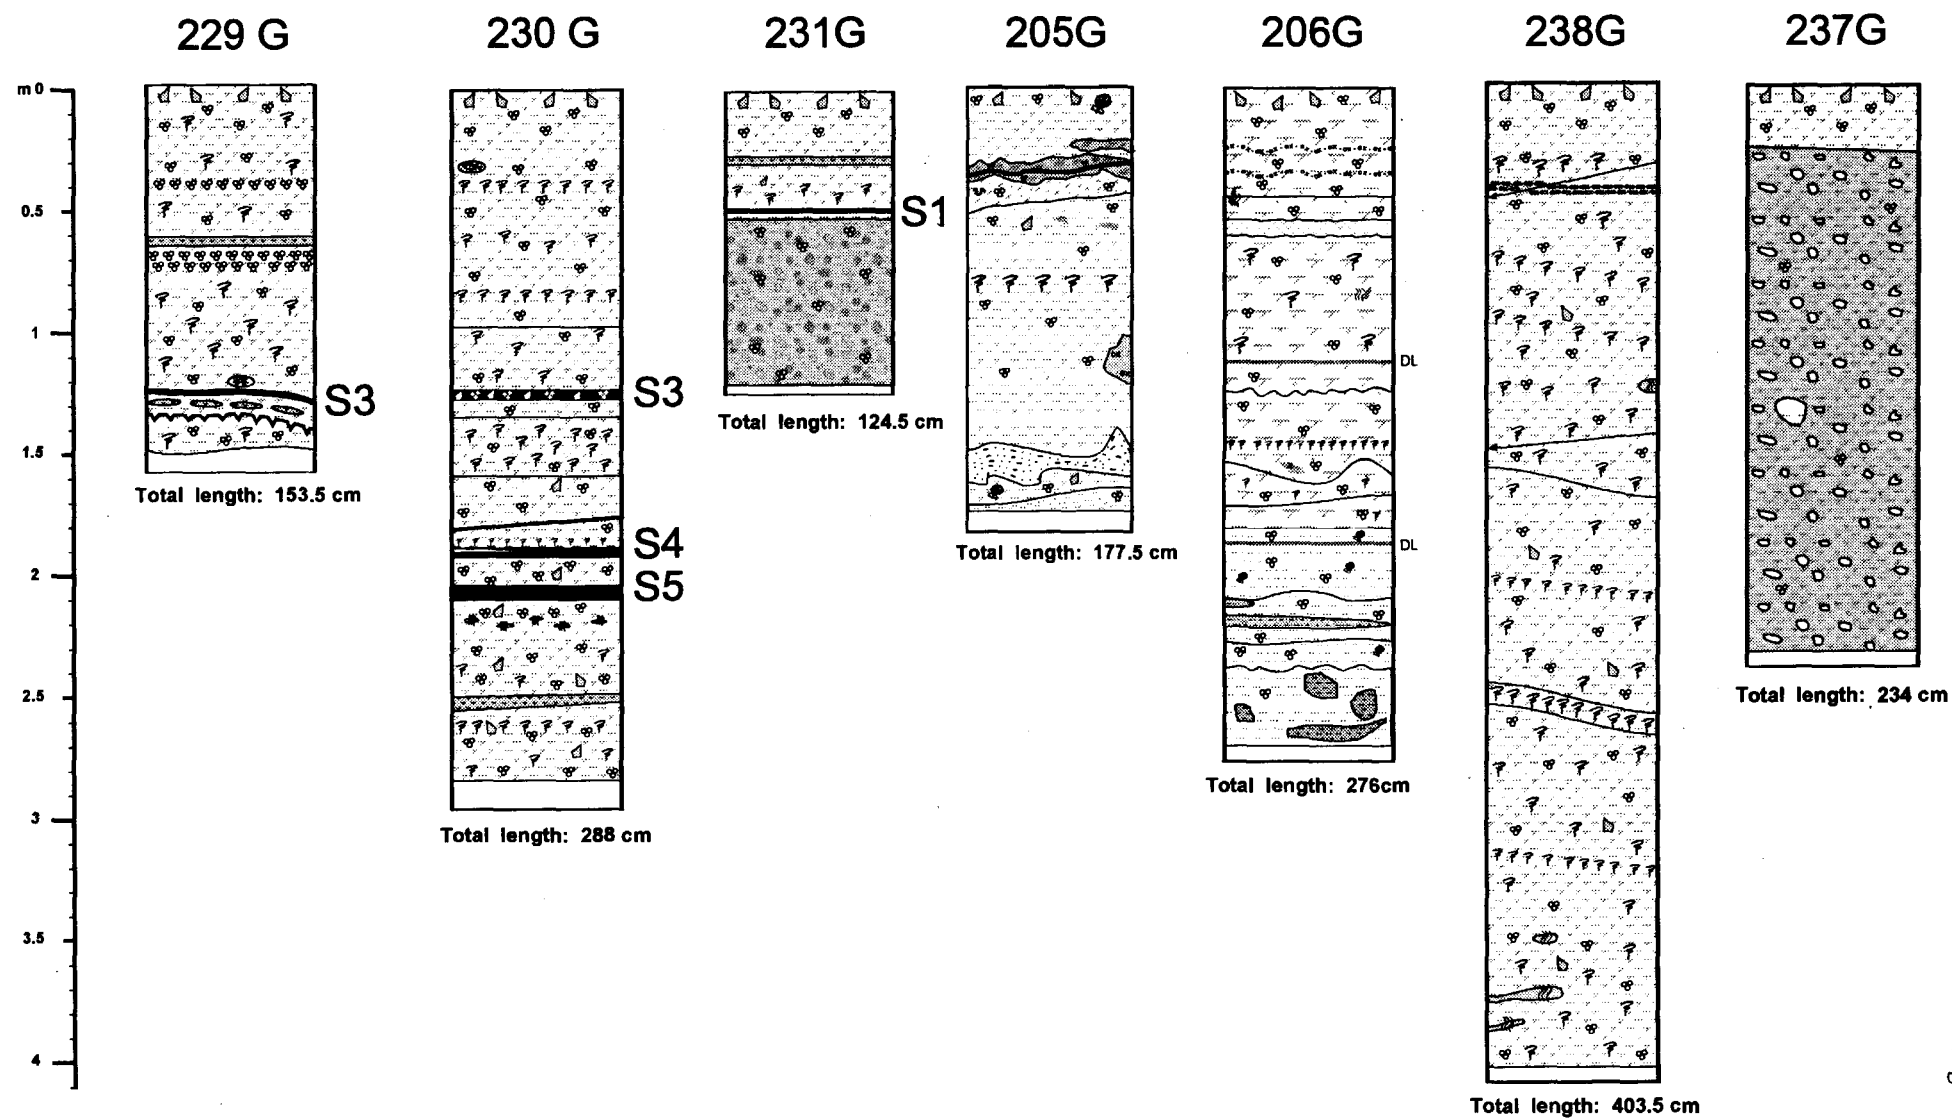 229 G 230 G 231G 205G 206G 238G 237G
m 0
0.5
S1
1
DL
S3
S3
Total length: 124.5 cm
1.5
Total length: 153.5 cm
S4
DL
Total length: 177.5 cm
2
S5
2.5
Total length: 234 cm
Total length: 276cm
3
Total length: 288 cm
3.5
4
Total length: 403.5 cm